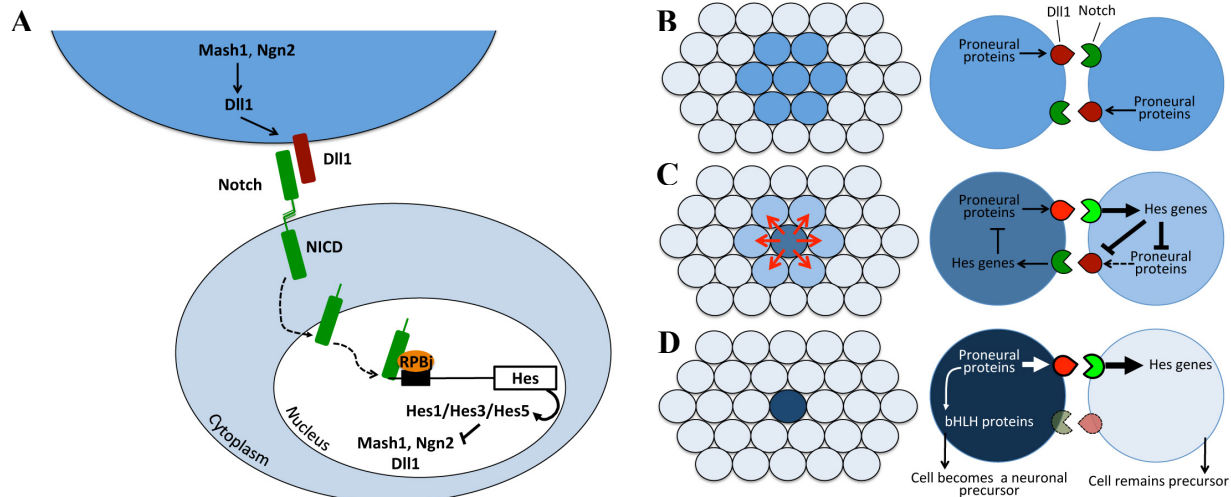 A
Mash1, Ngn2
Dll1
Dll1
Notch
NICD
RPBj
Hes
Hes1/Hes3/Hes5
Mash1, Ngn2
Dll1
Nucleus
Cytoplasm
B
Dll1
Notch
Proneural
proteins
Proneural
proteins
C
Proneural
proteins
Hes genes
Hes genes
Proneural
proteins
D
Proneural
proteins
Hes genes
bHLH proteins
Cell becomes a neuronal
precursor
Cell remains precursor